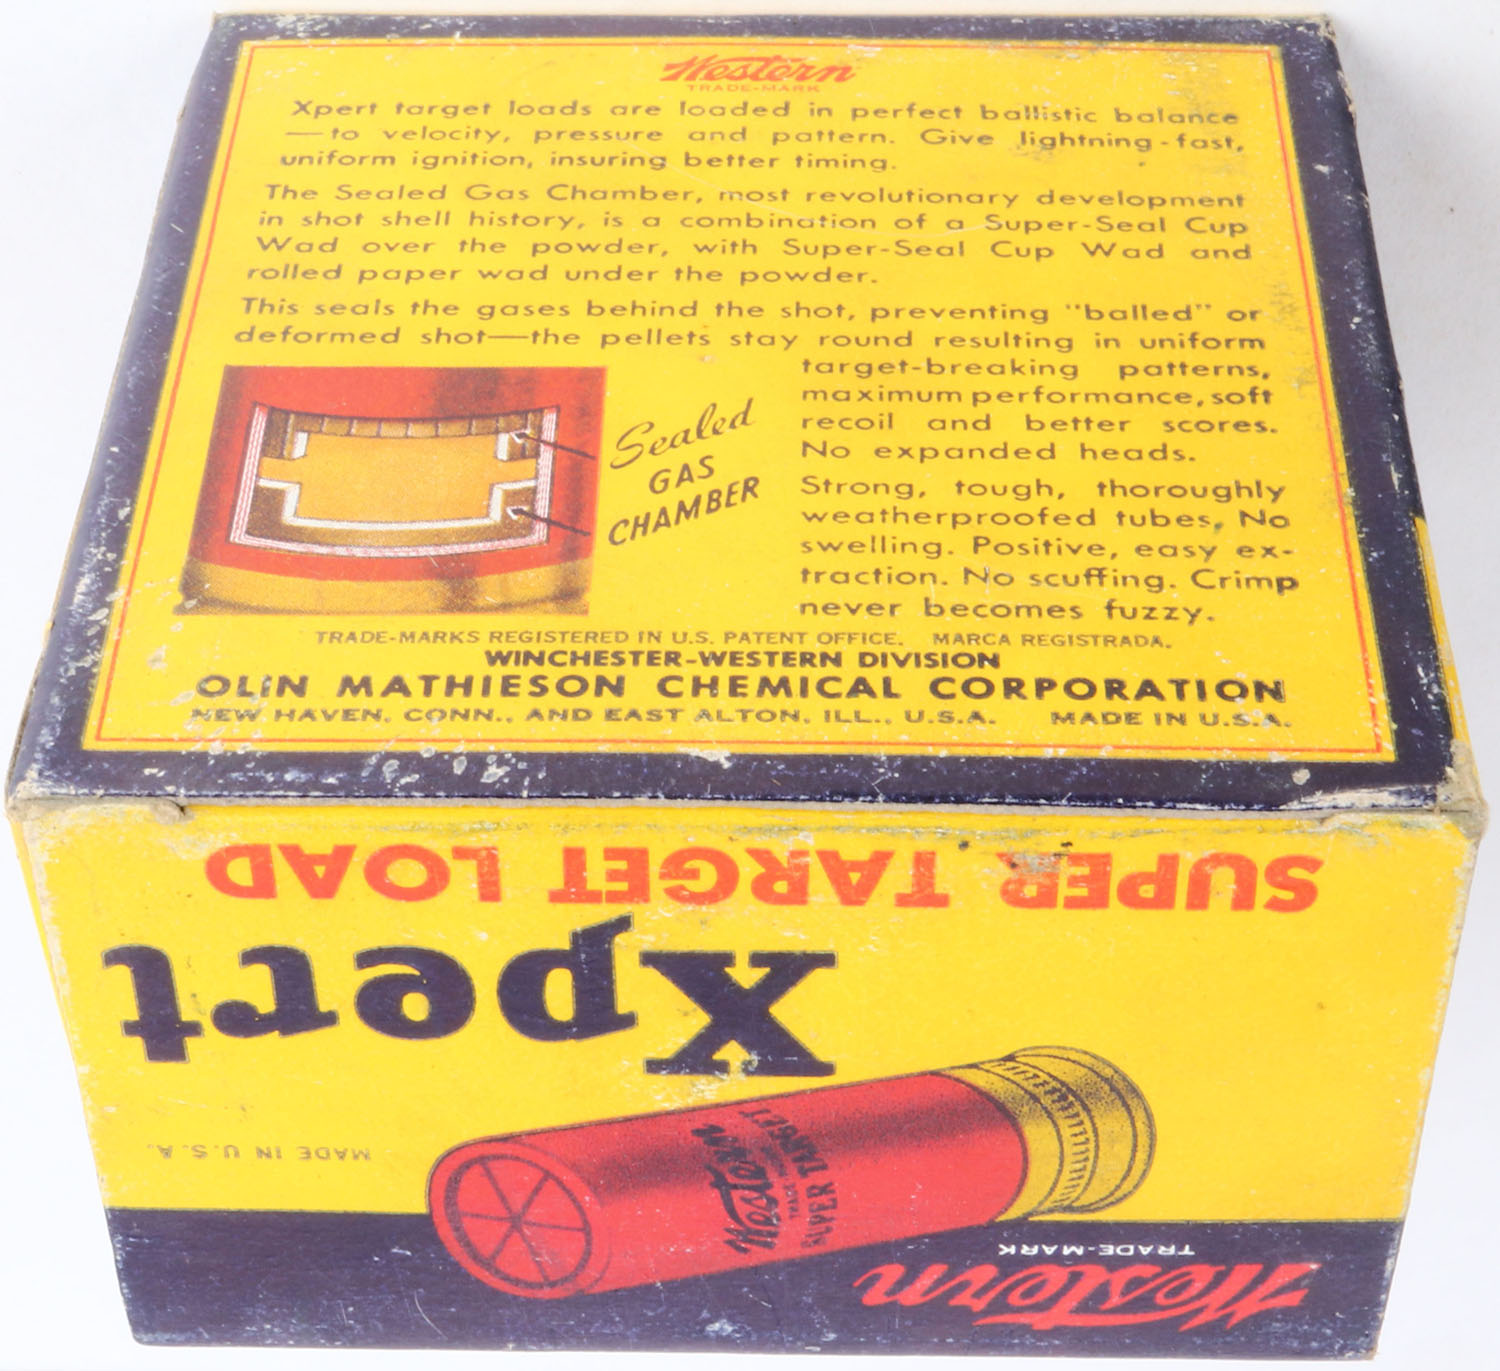 Western
TRADE-MARK
Xpert target loads are loaded in perfect ballistic balance
—to velocity, pressure and pattern. Give lightning-fast,
uniform ignition, insuring better timing.
The Sealed Gas Chamber, most revolutionary development
in shot shell history, is a combination of a Super-Seal Cup
Wad over the powder, with Super-Seal Cup Wad and
rolled paper wad under the powder.
This seals the gases behind the shot, preventing "balled" or
deformed shot—the pellets stay round resulting in uniform
target-breaking patterns,
maximum performance, soft
recoil and better scores.
No expanded heads.
Strong, tough, thoroughly
weatherproofed tubes. No
swelling. Positive, easy ex-
traction. No scuffing. Crimp
never becomes fuzzy.
Sealed
GAS
CHAMBER
TRADE-MARKS REGISTERED IN U.S. PATENT OFFICE. MARCA REGISTRADA.
WINCHESTER-WESTERN DIVISION
OLIN MATHIESON CHEMICAL CORPORATION
NEW HAVEN, CONN., AND EAST ALTON, ILL., U.S.A. MADE IN U.S.A.
SUPER TARGET LOAD
Xpert
MADE IN U.S.A.
Western
TRADE MARK
SUPER TARGET
Western
TRADE-MARK